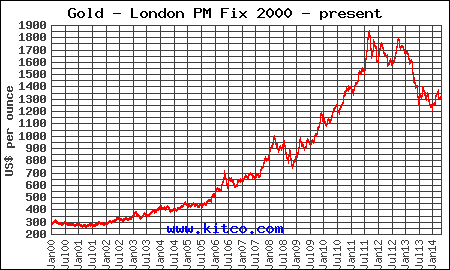 Gold - London PM Fix 2000 - present
US$ per ounce
1900
1800
1700
1600
1500
1400
1300
1200
1100
1000
900
800
700
600
500
400
300
200
www.kitco.com
Jan00
Jul00
Jan01
Jul01
Jan02
Jul02
Jan03
Jul03
Jan04
Jul04
Jan05
Jul05
Jan06
Jul06
Jan07
Jul07
Jan08
Jul08
Jan09
Jul09
Jan10
Jul10
Jan11
Jul11
Jan12
Jul12
Jan13
Jul13
Jan14